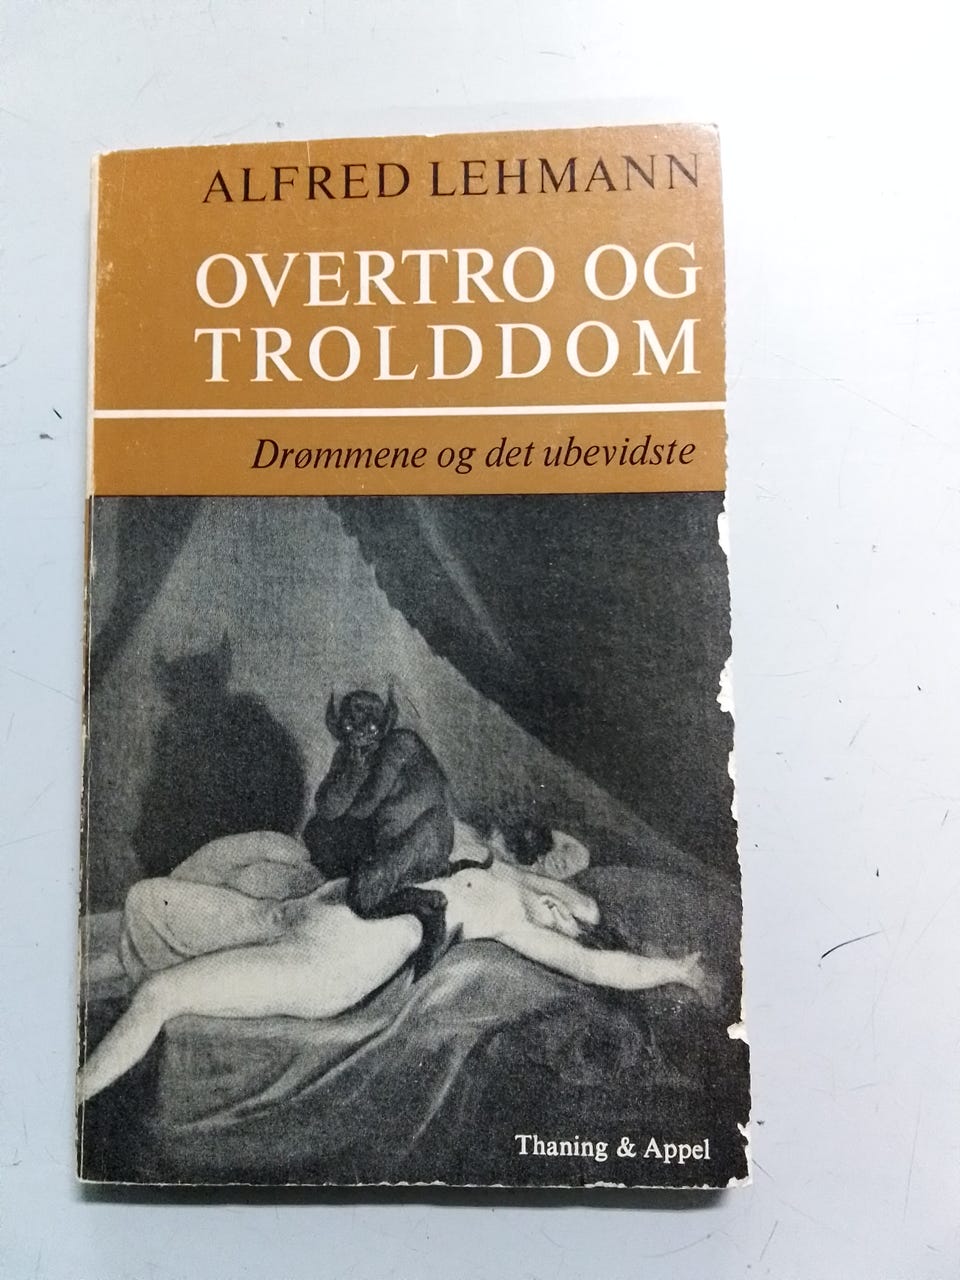 ALFRED LEHMANN
OVERTRO OG
TROLDDOM
Drømmene og det ubevidste
Thaning & Appel